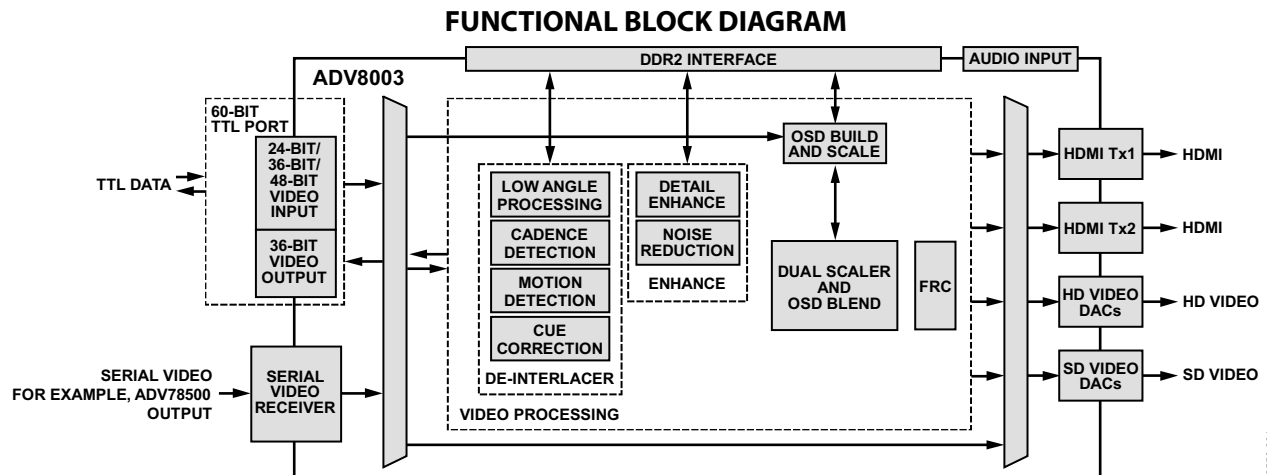 FUNCTIONAL BLOCK DIAGRAM
DDR2 INTERFACE
AUDIO INPUT
ADV8003
60-BIT
TTL PORT
24-BIT/
36-BIT/
48-BIT
VIDEO
INPUT
TTL DATA
36-BIT
VIDEO
OUTPUT
SERIAL VIDEO
FOR EXAMPLE, ADV78500
OUTPUT
SERIAL
VIDEO
RECEIVER
LOW ANGLE
PROCESSING
CADENCE
DETECTION
MOTION
DETECTION
CUE
CORRECTION
DE-INTERLACER
DETAIL
ENHANCE
NOISE
REDUCTION
ENHANCE
OSD BUILD
AND SCALE
DUAL SCALER
AND
OSD BLEND
FRC
VIDEO PROCESSING
HDMI Tx1
HDMI
HDMI Tx2
HDMI
HD VIDEO
DACs
HD VIDEO
SD VIDEO
DACs
SD VIDEO